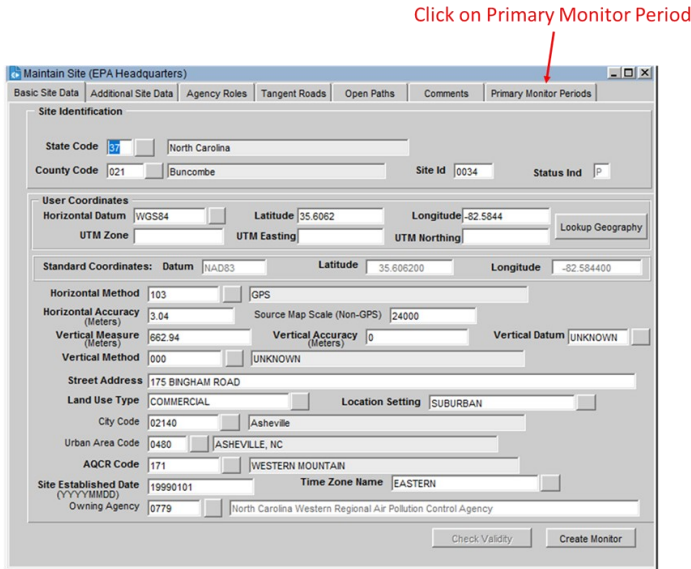 Click on Primary Monitor Period
Maintain Site (EPA Headquarters)
Basic Site Data Additional Site Data Agency Roles Tangent Roads Open Paths Comments Primary Monitor Periods
Site Identification
State Code 37 North Carolina
County Code 021 Buncombe Site Id 0034 Status Ind P
User Coordinates
Horizontal Datum WGS84 Latitude 35.6062 Longitude -82.5844
Lookup Geography
UTM Zone UTM Easting UTM Northing
Standard Coordinates: Datum NAD83 Latitude 35.606200 Longitude -82.584400
Horizontal Method 103 GPS
Horizontal Accuracy 3.04 Source Map Scale (Non-GPS) 24000
(Meters)
Vertical Measure 662.94 Vertical Accuracy 0 Vertical Datum UNKNOWN
(Meters) (Meters)
Vertical Method 000 UNKNOWN
Street Address 175 BINGHAM ROAD
Land Use Type COMMERCIAL Location Setting SUBURBAN
City Code 02140 Asheville
Urban Area Code 0480 ASHEVILLE, NC
AQCR Code 171 WESTERN MOUNTAIN
Site Established Date 19990101 Time Zone Name EASTERN
(YYYYMMDD)
Owning Agency 0779 North Carolina Western Regional Air Pollution Control Agency
Check Validity Create Monitor